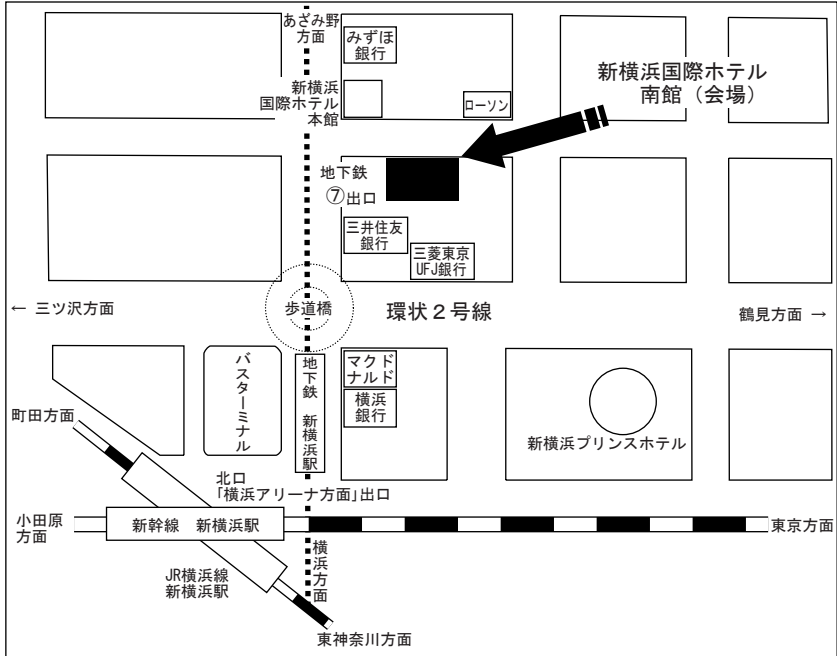 あざみ野
方面
みずほ
銀行
新横浜
国際ホテル
本館
ローソン
新横浜国際ホテル
南館（会場）
地下鉄
⑦出口
三井住友
銀行
三菱東京
UFJ銀行
← 三ツ沢方面
歩道橋
環状２号線
鶴見方面 →
バスターミナル
地下鉄 新横浜駅
マクド
ナルド
横浜
銀行
新横浜プリンスホテル
町田方面
北口
「横浜アリーナ方面」出口
小田原
方面
新幹線 新横浜駅
東京方面
横浜方面
JR横浜線
新横浜駅
東神奈川方面